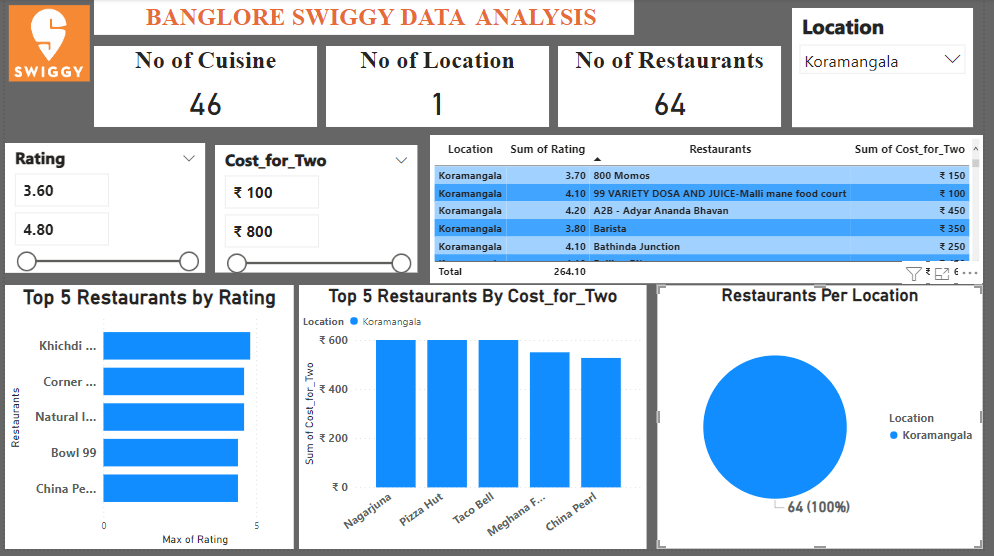 BANGLORE SWIGGY DATA ANALYSIS
SWIGGY
No of Cuisine
46
No of Location
1
No of Restaurants
64
Location
Koramangala
Rating
3.60
4.80
Cost_for_Two
₹ 100
₹ 800
Location Sum of Rating Restaurants Sum of Cost_for_Two
Koramangala 3.70 800 Momos ₹ 150
Koramangala 4.10 99 VARIETY DOSA AND JUICE-Malli mane food court ₹ 100
Koramangala 4.20 A2B - Adyar Ananda Bhavan ₹ 450
Koramangala 3.80 Barista ₹ 350
Koramangala 4.10 Bathinda Junction ₹ 250
Total 264.10
Top 5 Restaurants by Rating
Restaurants
Khichdi ...
Corner ...
Natural I...
Bowl 99
China Pe...
0 5
Max of Rating
Top 5 Restaurants By Cost_for_Two
Location Koramangala
Sum of Cost_for_Two
₹ 600
₹ 400
₹ 200
₹ 0
Nagarjuna
Pizza Hut
Taco Bell
Meghana F...
China Pearl
Restaurants Per Location
Location
Koramangala
64 (100%)